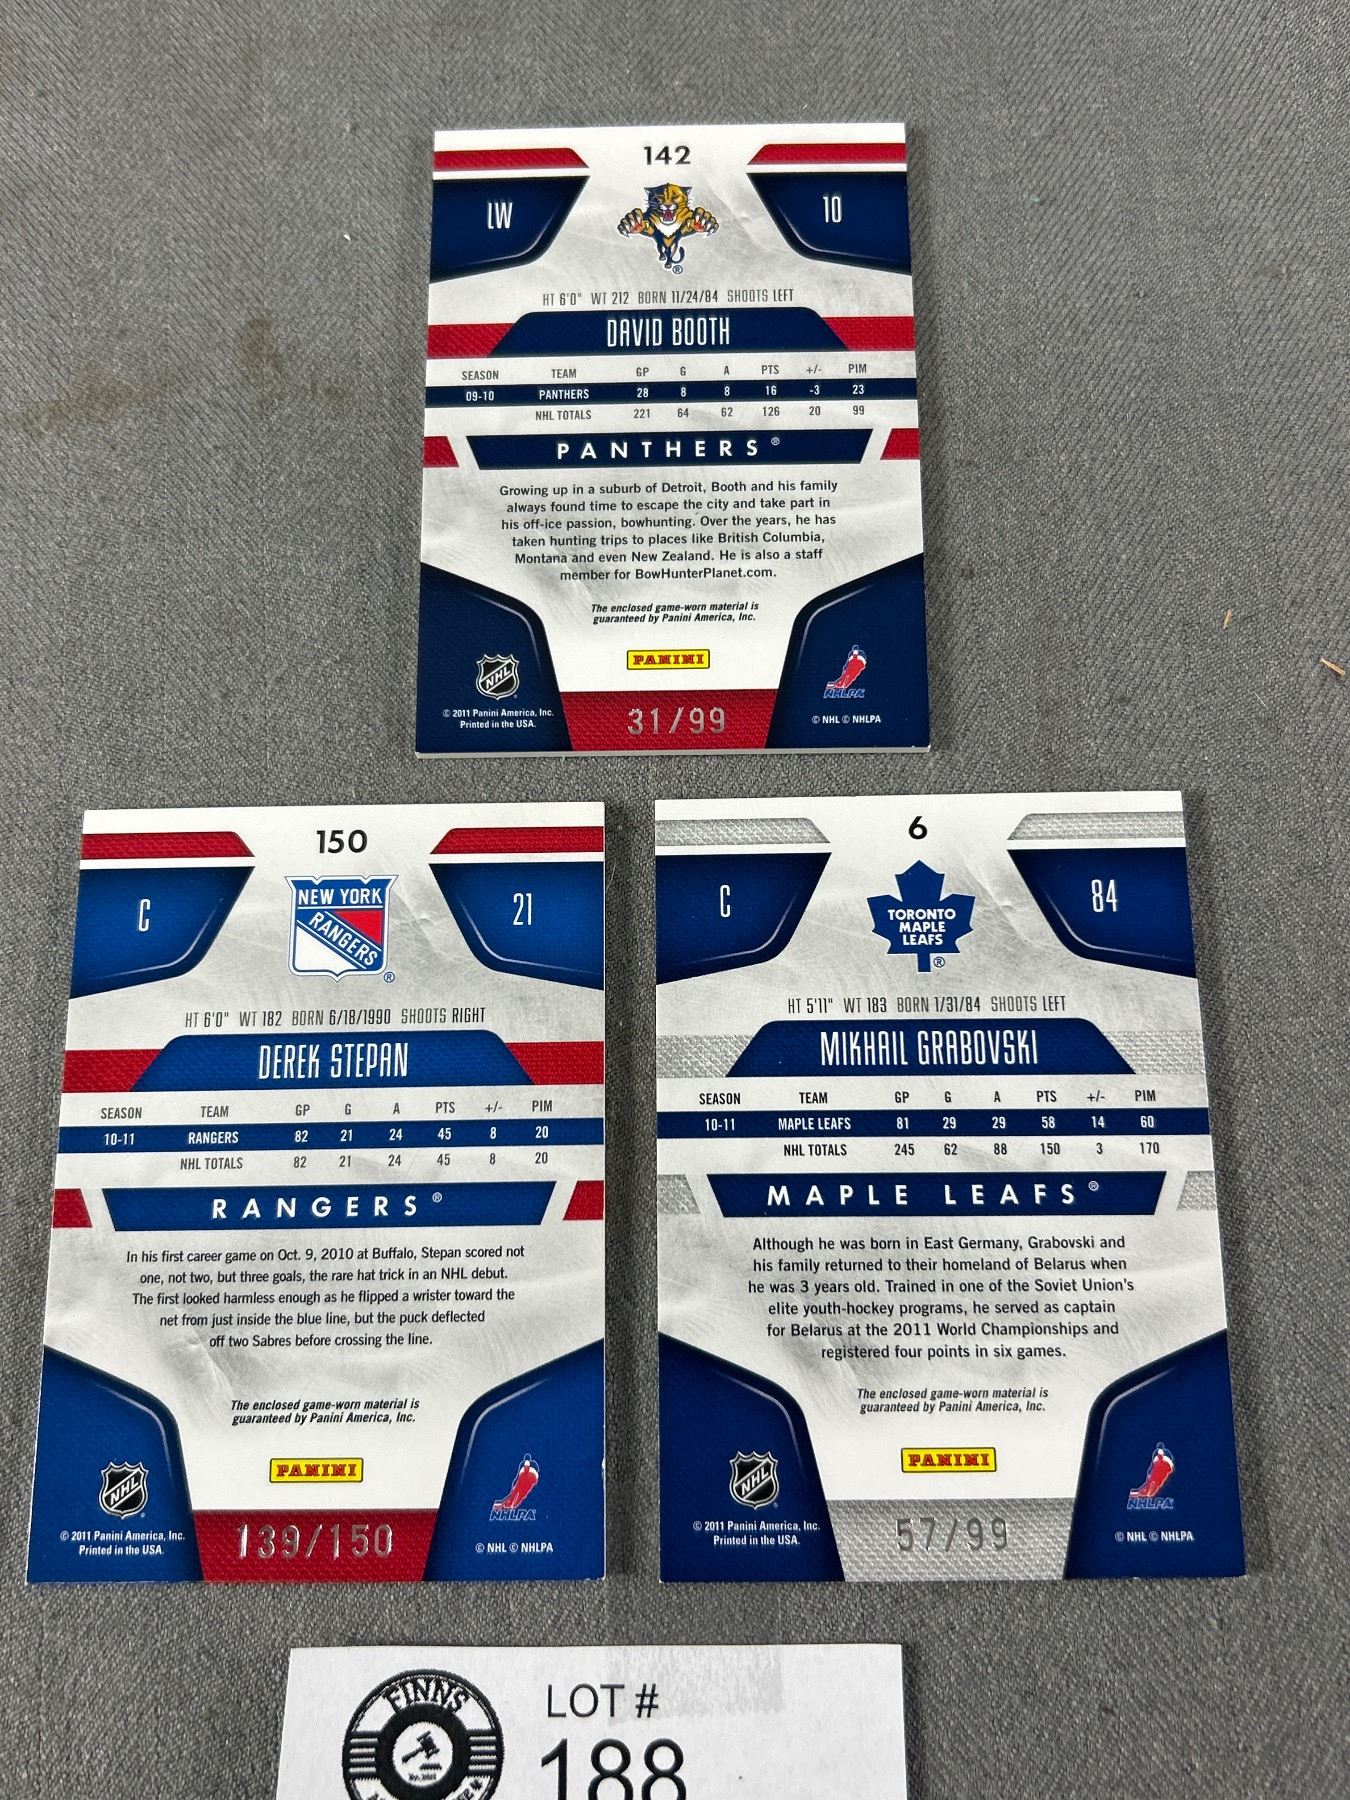 142
LW
10
HT 6'0" WT 212 BORN 11/24/84 SHOOTS LEFT
DAVID BOOTH
SEASON TEAM GP G A PTS +/- PIM
09-10 PANTHERS 28 8 8 16 -3 23
NHL TOTALS 221 64 62 126 20 99
PANTHERS®
Growing up in a suburb of Detroit, Booth and his family
always found time to escape the city and take part in
his off-ice passion, bowhunting. Over the years, he has
taken hunting trips to places like British Columbia,
Montana and even New Zealand. He is also a staff
member for BowHunterPlanet.com.
The enclosed game-worn material is
guaranteed by Panini America, Inc.
PANINI
NHL
NHLPA
© 2011 Panini America, Inc.
Printed in the USA.
31/99
© NHL © NHLPA
150
C
NEW YORK
RANGERS
®
21
HT 6'0" WT 182 BORN 6/18/1990 SHOOTS RIGHT
DEREK STEPAN
SEASON TEAM GP G A PTS +/- PIM
10-11 RANGERS 82 21 24 45 8 20
NHL TOTALS 82 21 24 45 8 20
RANGERS®
In his first career game on Oct. 9, 2010 at Buffalo, Stepan scored not
one, not two, but three goals, the rare hat trick in an NHL debut.
The first looked harmless enough as he flipped a wrister toward the
net from just inside the blue line, but the puck deflected
off two Sabres before crossing the line.
The enclosed game-worn material is
guaranteed by Panini America, Inc.
PANINI
NHL
NHLPA
© 2011 Panini America, Inc.
Printed in the USA.
139/150
© NHL © NHLPA
6
C
TORONTO
MAPLE
LEAFS
®
84
HT 5'11" WT 183 BORN 1/31/84 SHOOTS LEFT
MIKHAIL GRABOVSKI
SEASON TEAM GP G A PTS +/- PIM
10-11 MAPLE LEAFS 81 29 29 58 14 60
NHL TOTALS 245 62 88 150 3 170
MAPLE LEAFS®
Although he was born in East Germany, Grabovski and
his family returned to their homeland of Belarus when
he was 3 years old. Trained in one of the Soviet Union's
elite youth-hockey programs, he served as captain
for Belarus at the 2011 World Championships and
registered four points in six games.
The enclosed game-worn material is
guaranteed by Panini America, Inc.
PANINI
NHL
NHLPA
© 2011 Panini America, Inc.
Printed in the USA.
57/99
© NHL © NHLPA
FINNS
LOT #
188